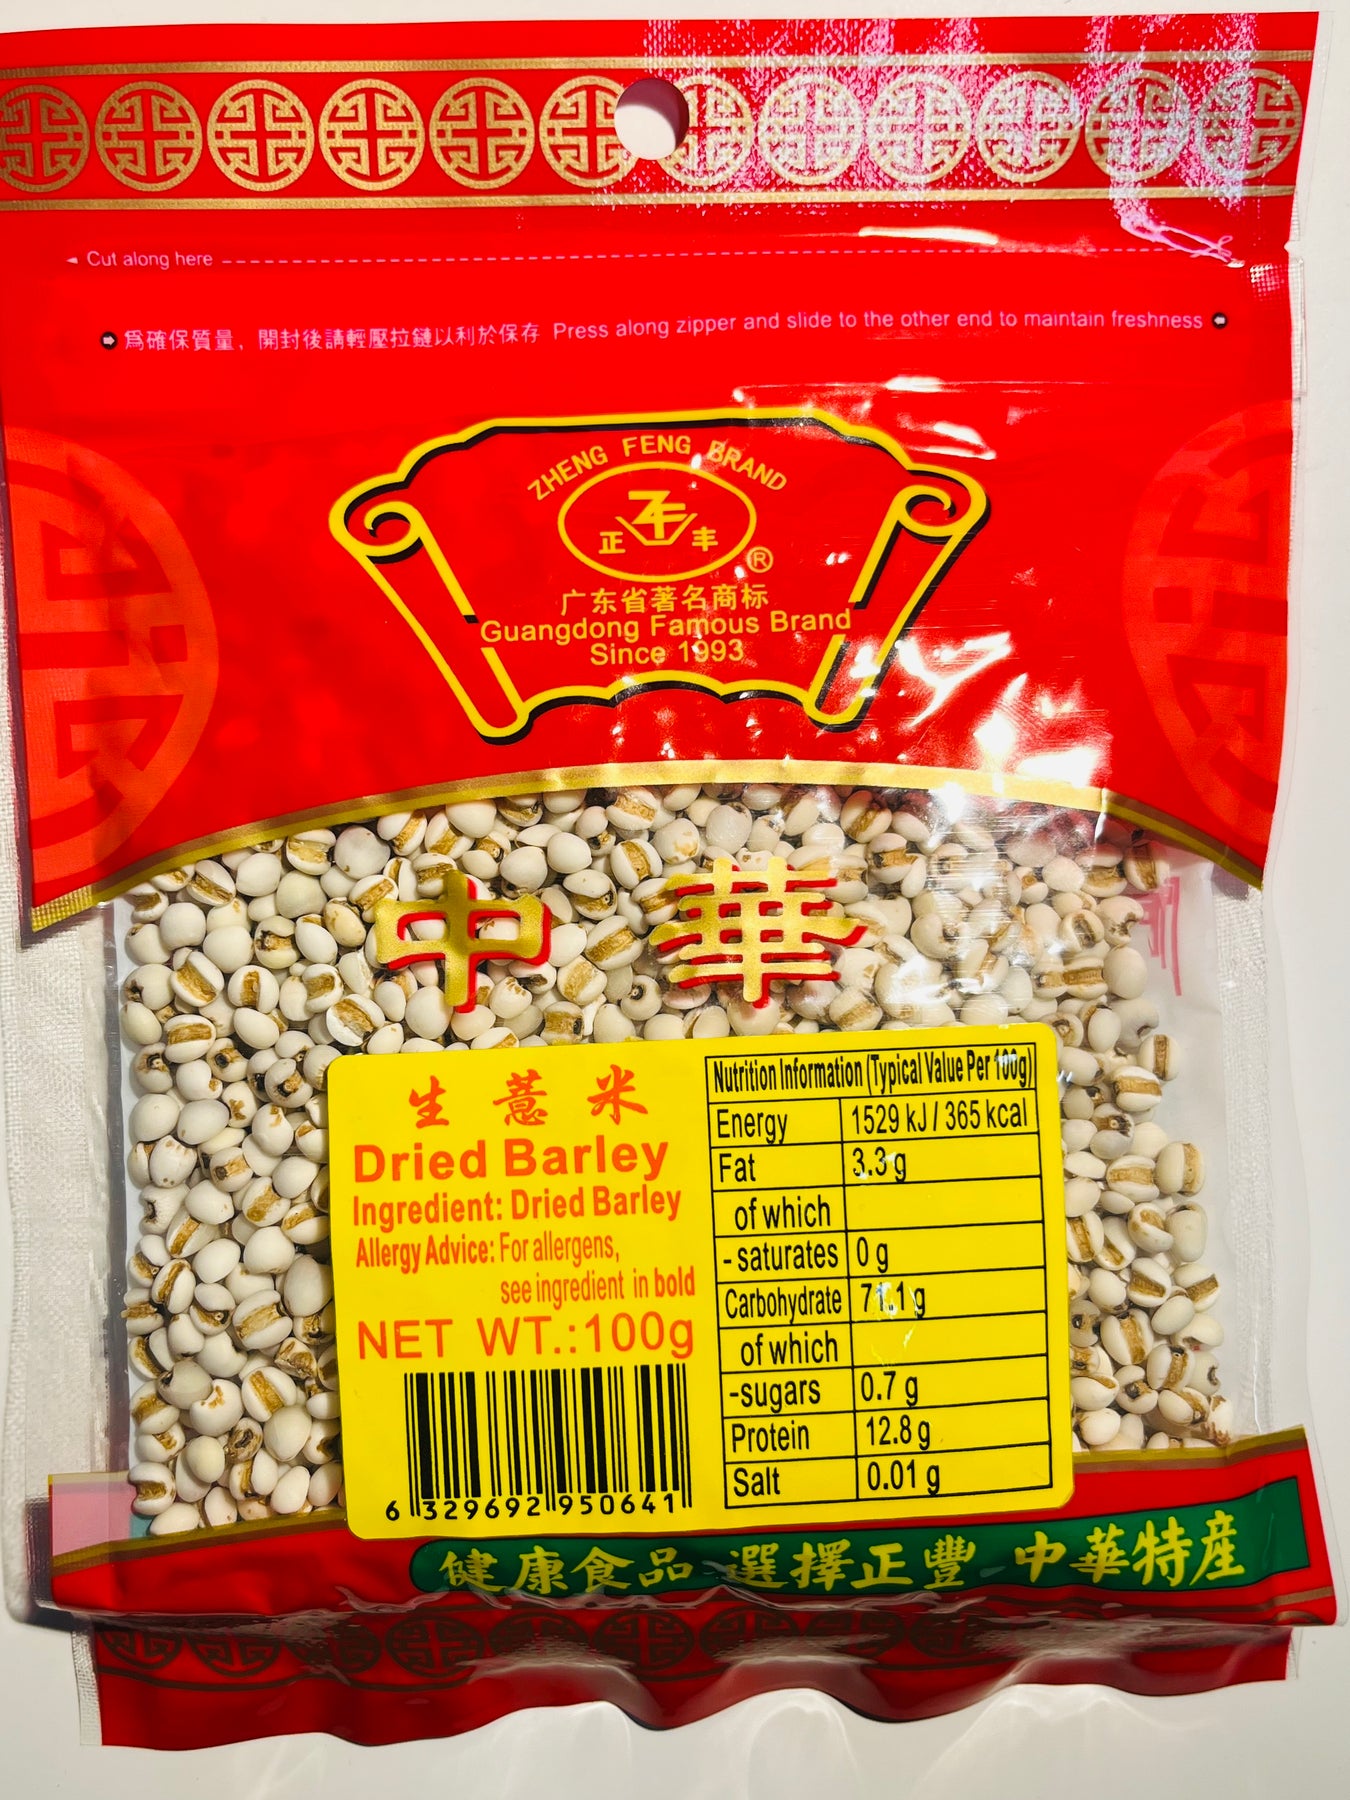 Cut along here
爲確保質量，開封後請輕壓拉鏈以利於保存 Press along zipper and slide to the other end to maintain freshness
ZHENG FENG BRAND
正 丰
®
广东省著名商标
Guangdong Famous Brand
Since 1993
中華
生薏米
Dried Barley
Ingredient: Dried Barley
Allergy Advice: For allergens,
see ingredient in bold
NET WT.:100g
6 329692 950641
Nutrition Information (Typical Value Per 100g)
Energy 1529 kJ / 365 kcal
Fat 3.3 g
of which
- saturates 0 g
Carbohydrate 71.1 g
of which
-sugars 0.7 g
Protein 12.8 g
Salt 0.01 g
健康食品 選擇正豐 中華特産